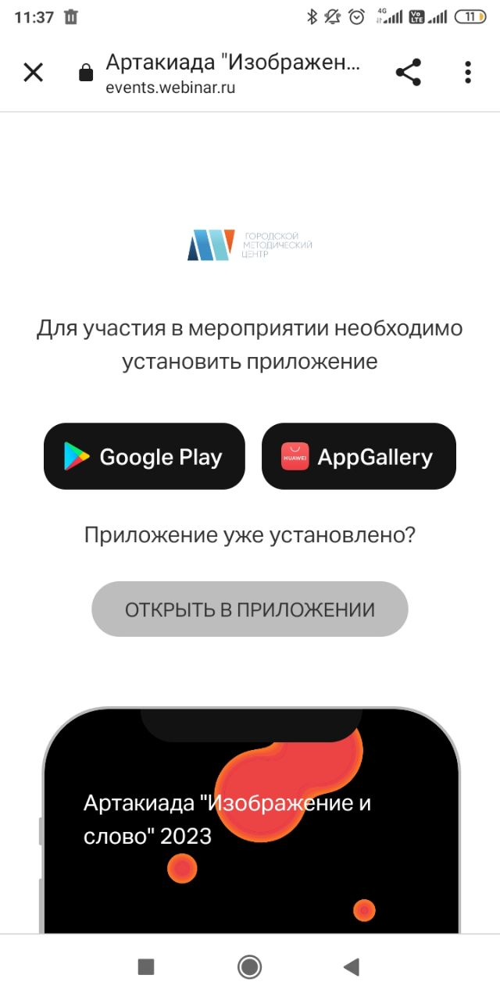 11:37
4G
Vo
LTE
11
Артакиада "Изображен...
events.webinar.ru
ГОРОДСКОЙ
МЕТОДИЧЕСКИЙ
ЦЕНТР
Для участия в мероприятии необходимо
установить приложение
Google Play
HUAWEI
AppGallery
Приложение уже установлено?
ОТКРЫТЬ В ПРИЛОЖЕНИИ
Артакиада "Изображение и
слово" 2023